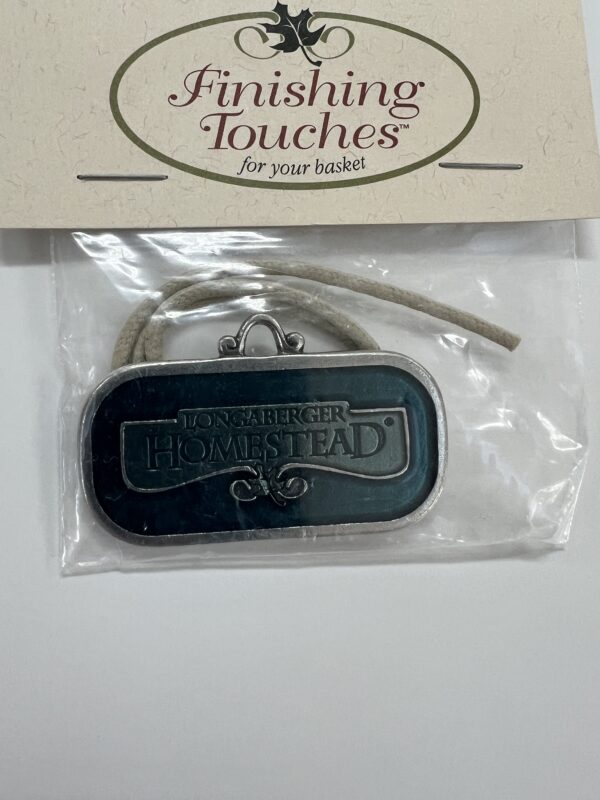 Finishing
Touches™
for your basket
LONGABERGER
HOMESTEAD®